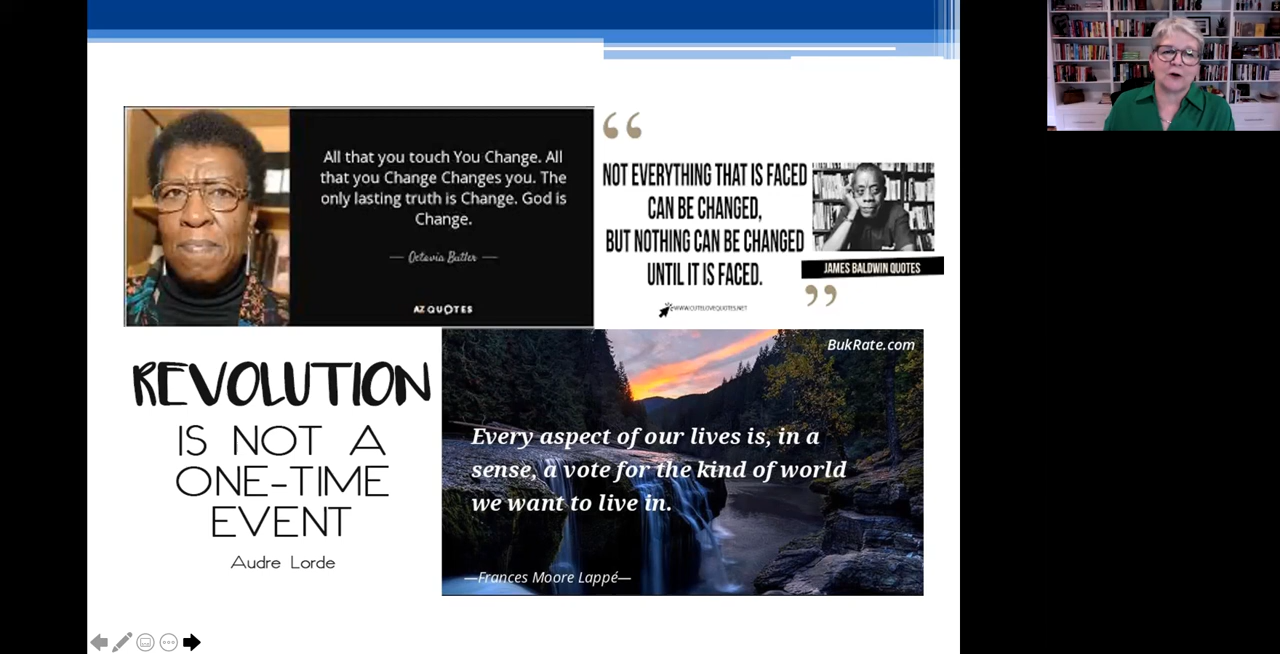 All that you touch You Change. All
that you Change Changes you. The
only lasting truth is Change. God is
Change.
— Octavia Butler —
AZ QUOTES
“
NOT EVERYTHING THAT IS FACED
CAN BE CHANGED,
BUT NOTHING CAN BE CHANGED
UNTIL IT IS FACED.
JAMES BALDWIN QUOTES
”
WWW.CUTELOVEQUOTES.NET
REVOLUTION
IS NOT A
ONE-TIME
EVENT
Audre Lorde
BukRate.com
Every aspect of our lives is, in a
sense, a vote for the kind of world
we want to live in.
—Frances Moore Lappé—